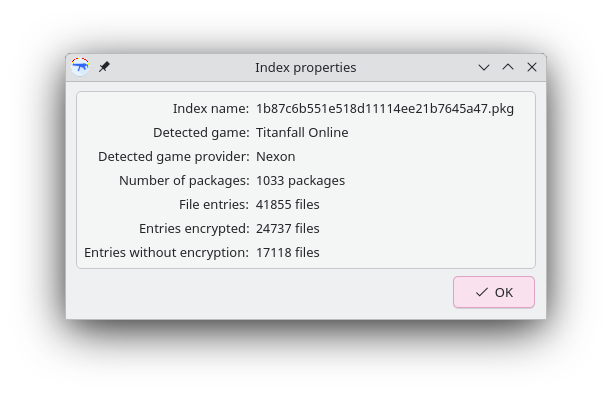 Index properties
Index name: 1b87c6b551e518d11114ee21b7645a47.pkg
Detected game: Titanfall Online
Detected game provider: Nexon
Number of packages: 1033 packages
File entries: 41855 files
Entries encrypted: 24737 files
Entries without encryption: 17118 files
OK